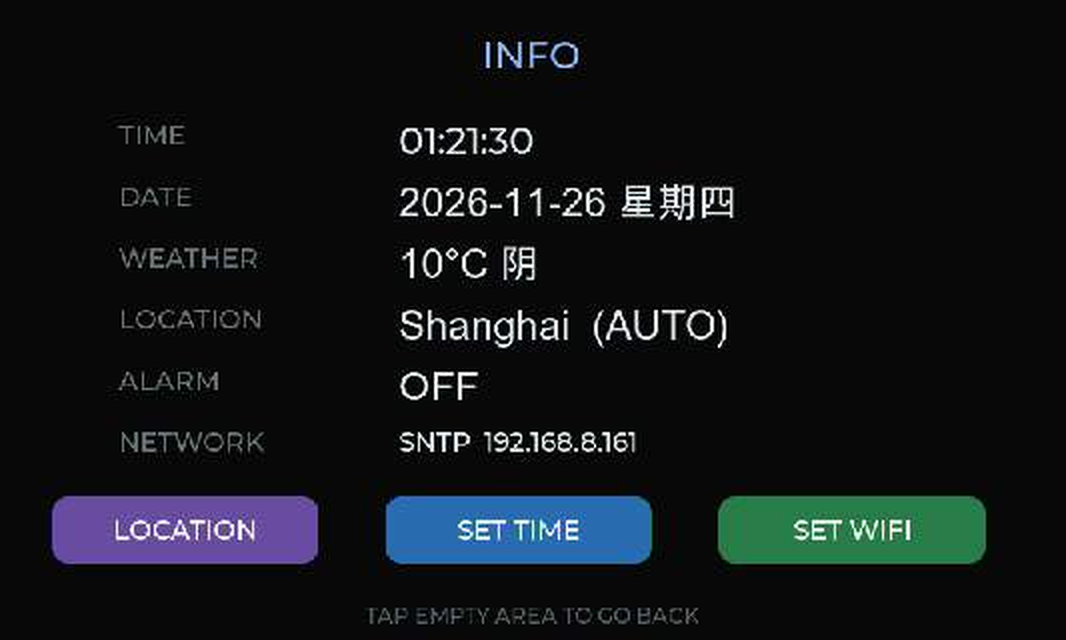 INFO
TIME 01:21:30
DATE 2026-11-26 星期四
WEATHER 10°C 阴
LOCATION Shanghai (AUTO)
ALARM OFF
NETWORK SNTP 192.168.8.161
LOCATION SET TIME SET WIFI
TAP EMPTY AREA TO GO BACK